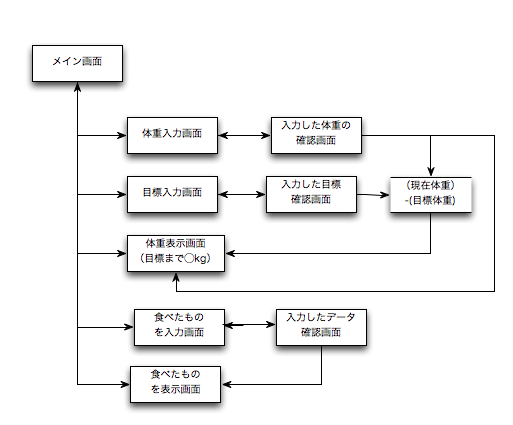 メイン画面
体重入力画面
入力した体重の
確認画面
目標入力画面
入力した目標
確認画面
（現在体重）
-(目標体重)
体重表示画面
（目標まで◯kg）
食べたもの
を入力画面
入力したデータ
確認画面
食べたもの
を表示画面